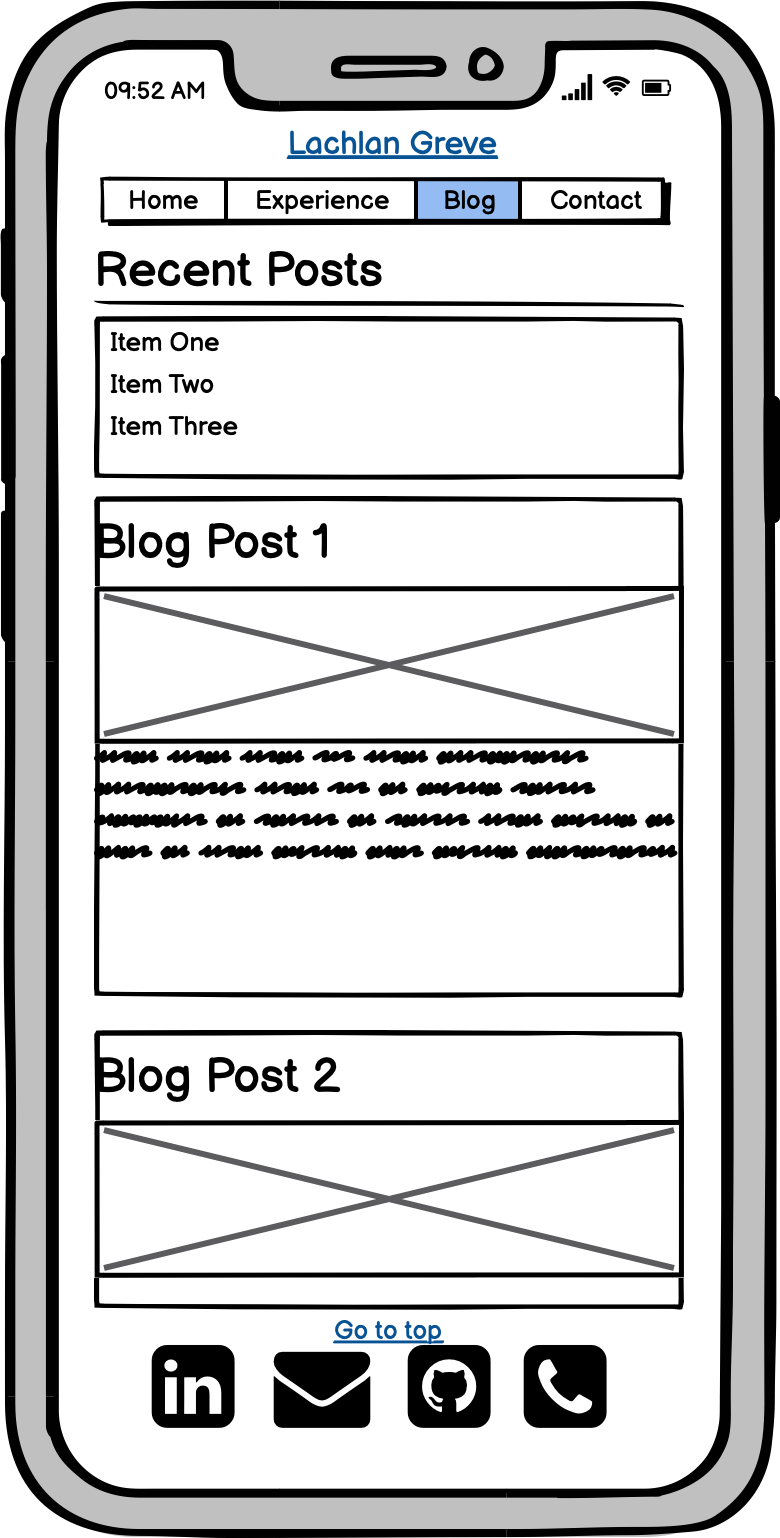 09:52 AM
Lachlan Greve
Home Experience Blog Contact
Recent Posts
Item One
Item Two
Item Three
Blog Post 1
Blog Post 2
Go to top
in